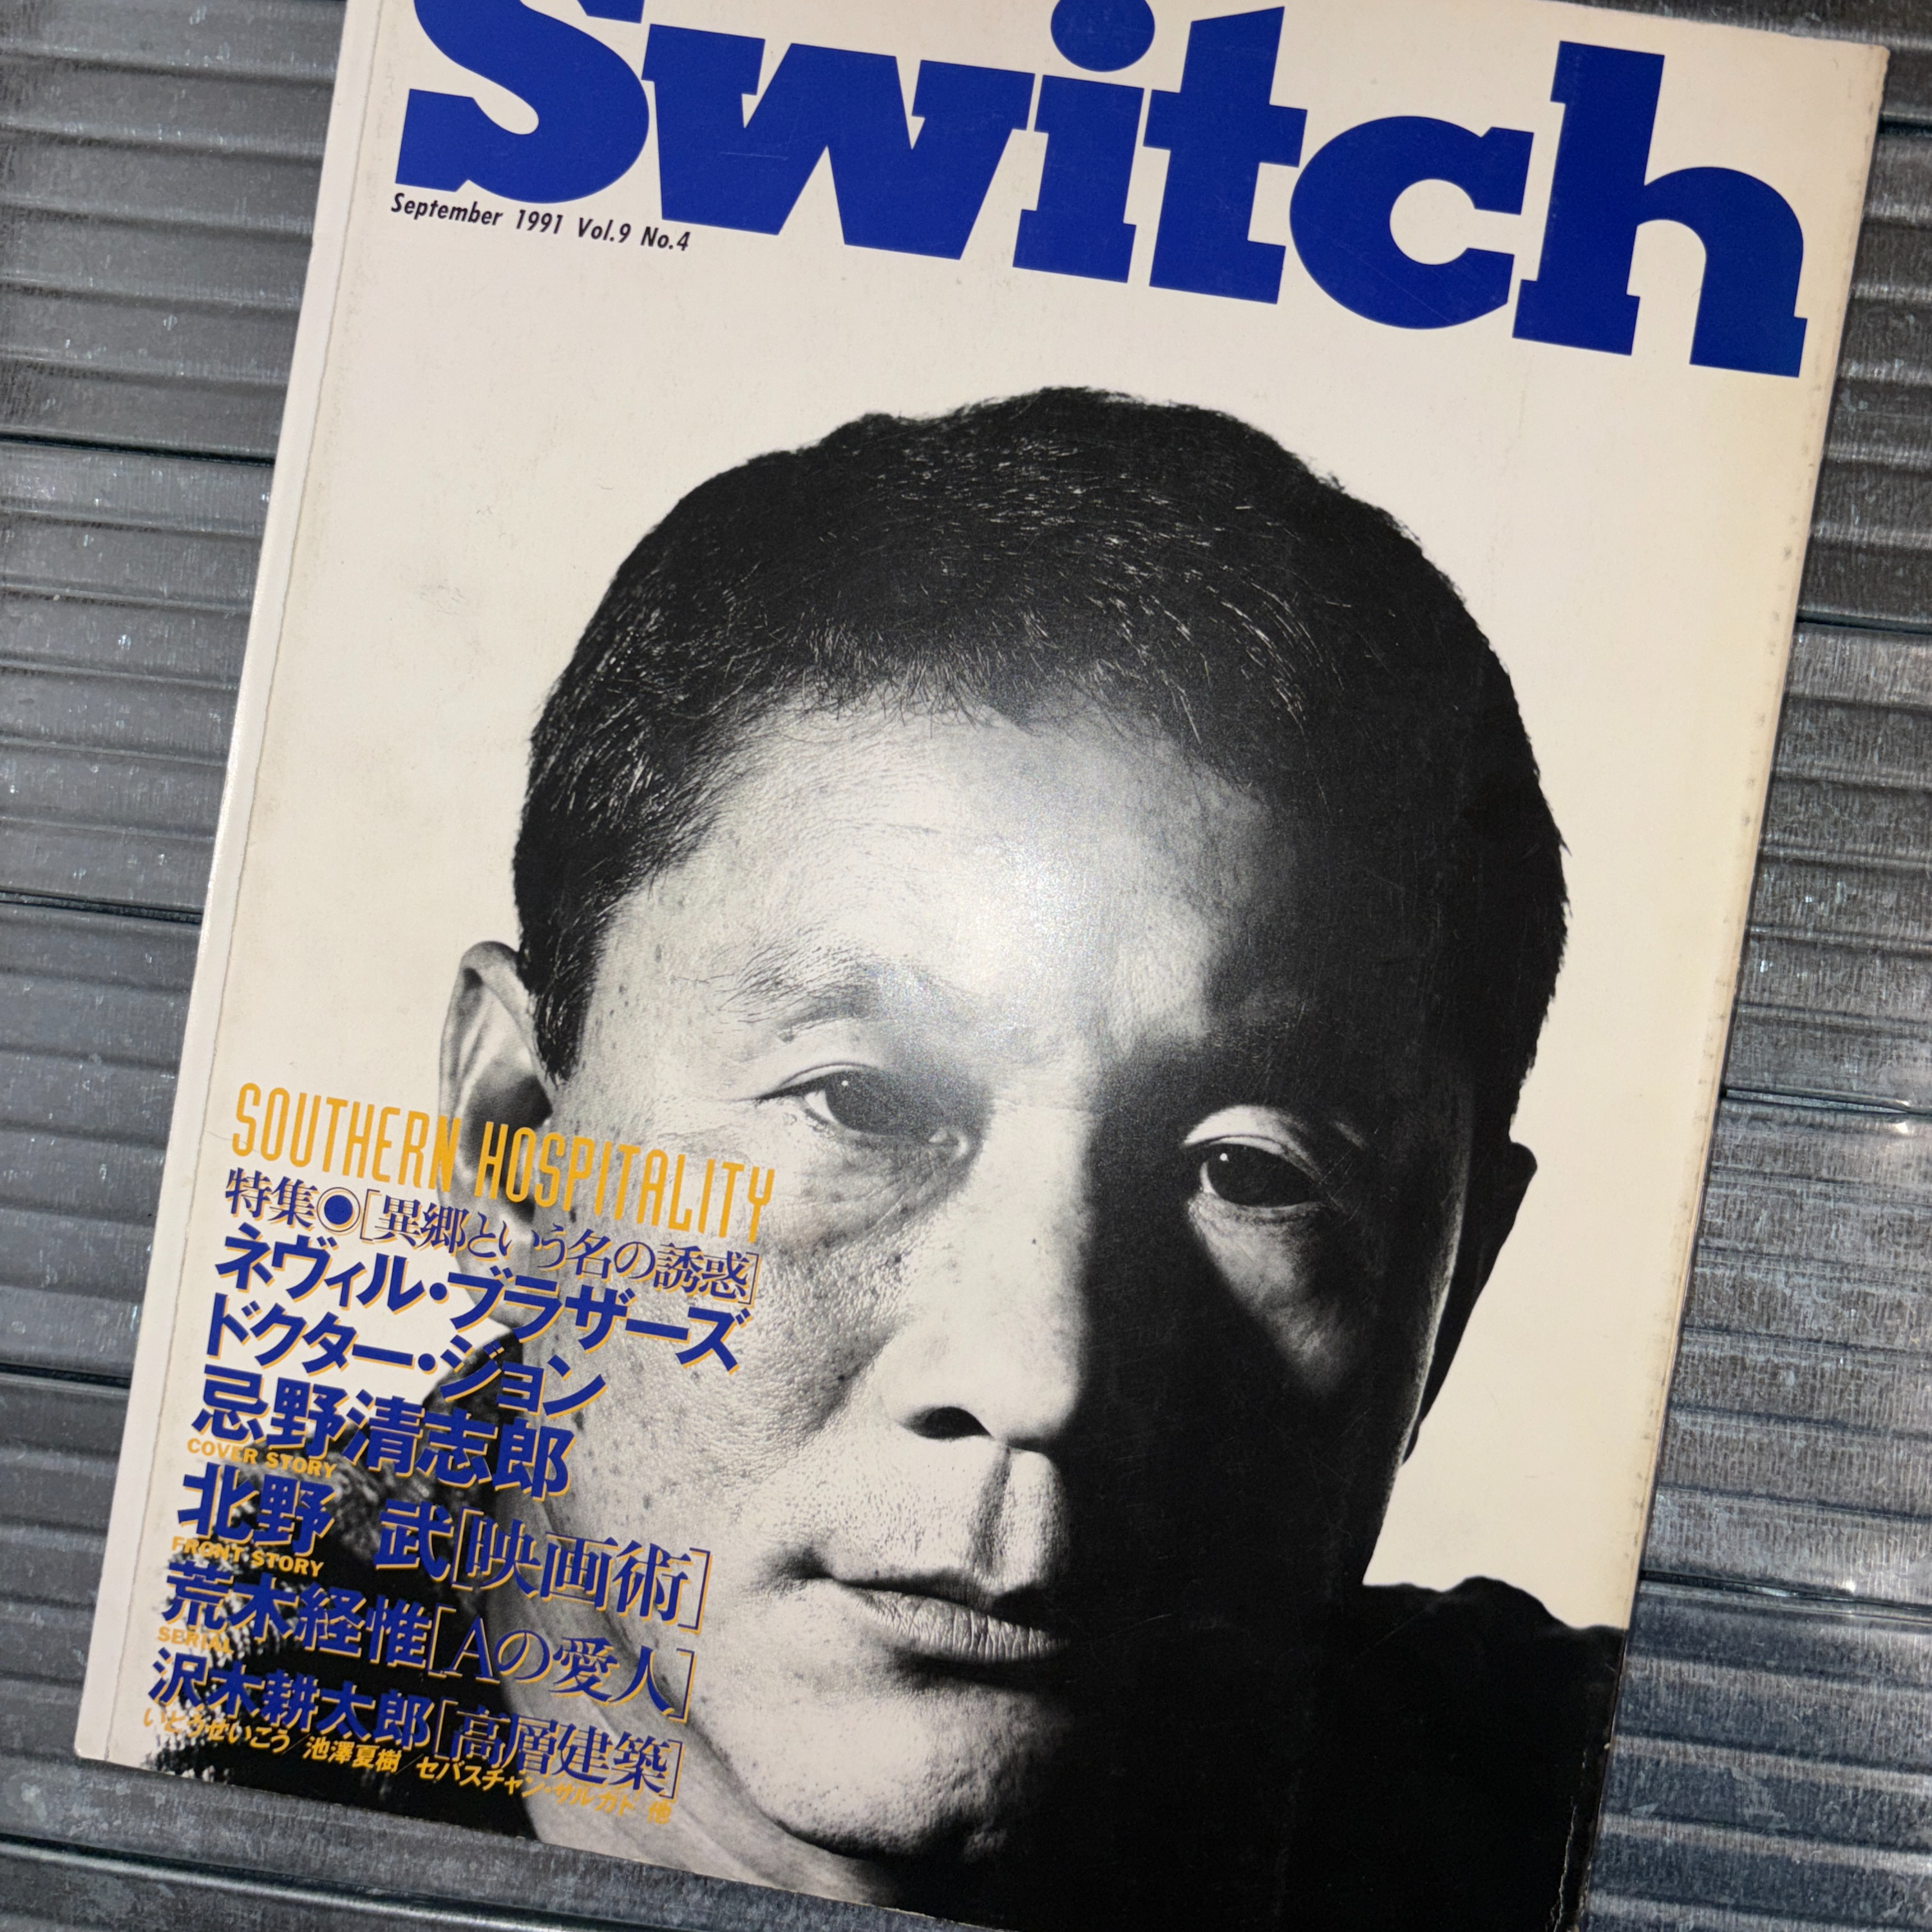 Switch
September 1991 Vol.9 No.4
SOUTHERN HOSPITALITY
特集◉[異郷という名の誘惑]
ネヴィル・ブラザーズ
ドクター・ジョン
忌野清志郎
COVER STORY
北野 武[映画術]
FRONT STORY
荒木経惟[Aの愛人]
SERIAL
沢木耕太郎[高層建築]
いとうせいこう/池澤夏樹/セバスチャン・サルガド 他